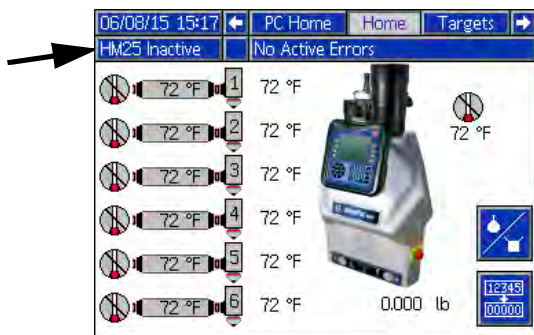 06/08/15 15:17 PC Home Home Targets
HM25 Inactive No Active Errors
72 °F 1 72 °F
72 °F
72 °F 2 72 °F
72 °F 3 72 °F
72 °F 4 72 °F
72 °F 5 72 °F
72 °F 6 72 °F
0.000 lb
12345
00000